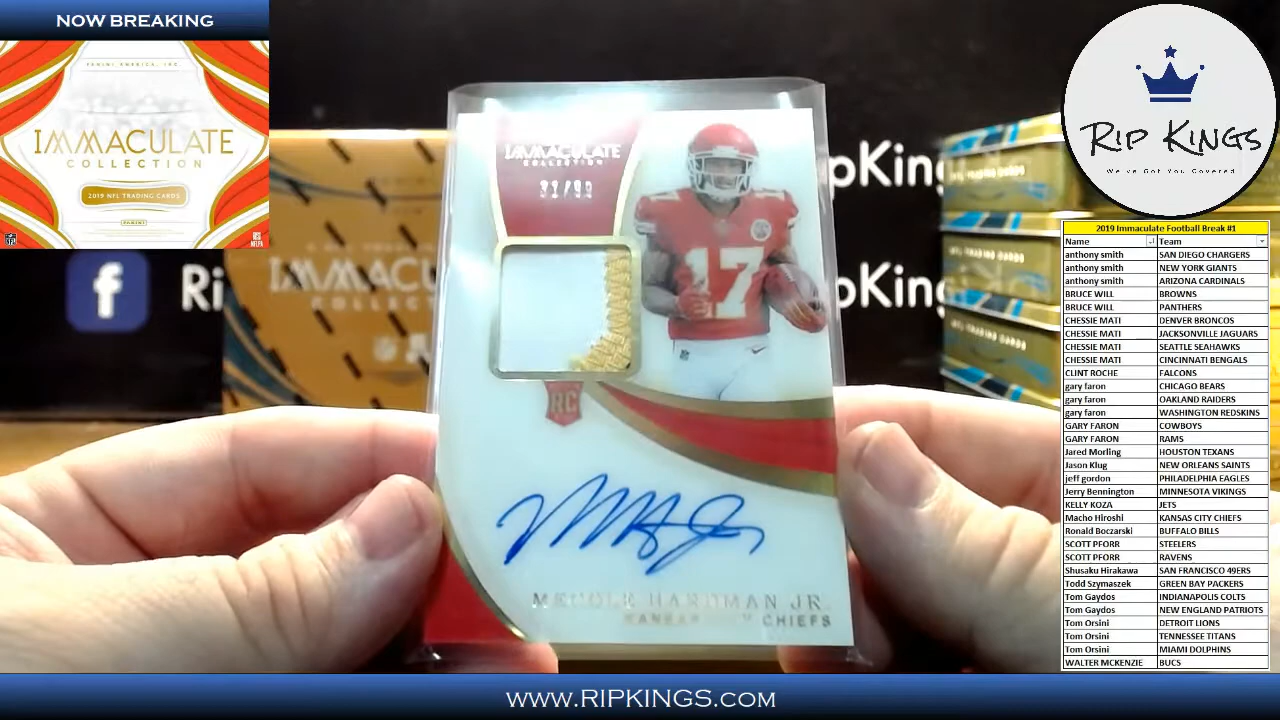 NOW BREAKING
PANINI AMERICA, INC.
IMMACULATE
COLLECTION
2019 NFL TRADING CARDS
PANINI
NFL
Rip Kings
We've Got You Covered
f Ri
IMMACUL
COLLECT
pKing
pKing
IMMACULATE
COLLECTION
17
RC
MECOLE HARDMAN JR.
KANSAS CITY CHIEFS
2019 Immaculate Football Break #1
Name Team
anthony smith SAN DIEGO CHARGERS
anthony smith NEW YORK GIANTS
anthony smith ARIZONA CARDINALS
BRUCE WILL BROWNS
BRUCE WILL PANTHERS
CHESSIE MATI DENVER BRONCOS
CHESSIE MATI JACKSONVILLE JAGUARS
CHESSIE MATI SEATTLE SEAHAWKS
CHESSIE MATI CINCINNATI BENGALS
CLINT ROCHE FALCONS
gary faron CHICAGO BEARS
gary faron OAKLAND RAIDERS
gary faron WASHINGTON REDSKINS
GARY FARON COWBOYS
GARY FARON RAMS
Jared Morling HOUSTON TEXANS
Jason Klug NEW ORLEANS SAINTS
jeff gordon PHILADELPHIA EAGLES
Jerry Bennington MINNESOTA VIKINGS
KELLY KOZA JETS
Macho Hiroshi KANSAS CITY CHIEFS
Ronald Boczarski BUFFALO BILLS
SCOTT PFORR STEELERS
SCOTT PFORR RAVENS
Shusaku Hirakawa SAN FRANCISCO 49ERS
Todd Szymaszek GREEN BAY PACKERS
Tom Gaydos INDIANAPOLIS COLTS
Tom Gaydos NEW ENGLAND PATRIOTS
Tom Orsini DETROIT LIONS
Tom Orsini TENNESSEE TITANS
Tom Orsini MIAMI DOLPHINS
WALTER MCKENZIE BUCS
WWW.RIPKINGS.COM